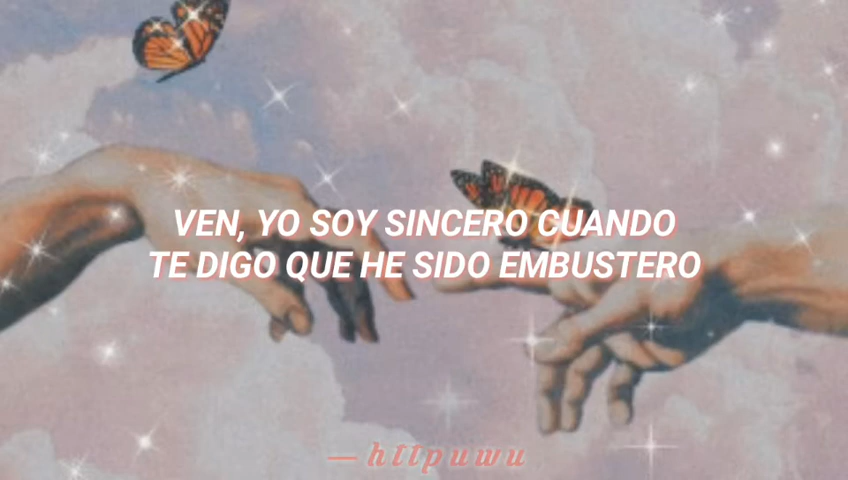 VEN, YO SOY SINCERO CUANDO
TE DIGO QUE HE SIDO EMBUSTERO
— httpuwu